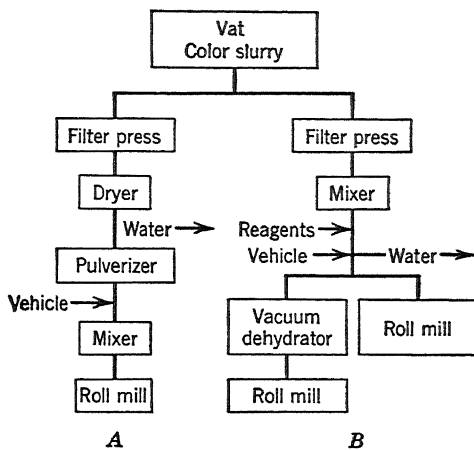 Vat
Color slurry
Filter press
Filter press
Dryer
Mixer
Water
Reagents
Vehicle
Water
Pulverizer
Vehicle
Vacuum
dehydrator
Roll mill
Mixer
Roll mill
Roll mill
A
B